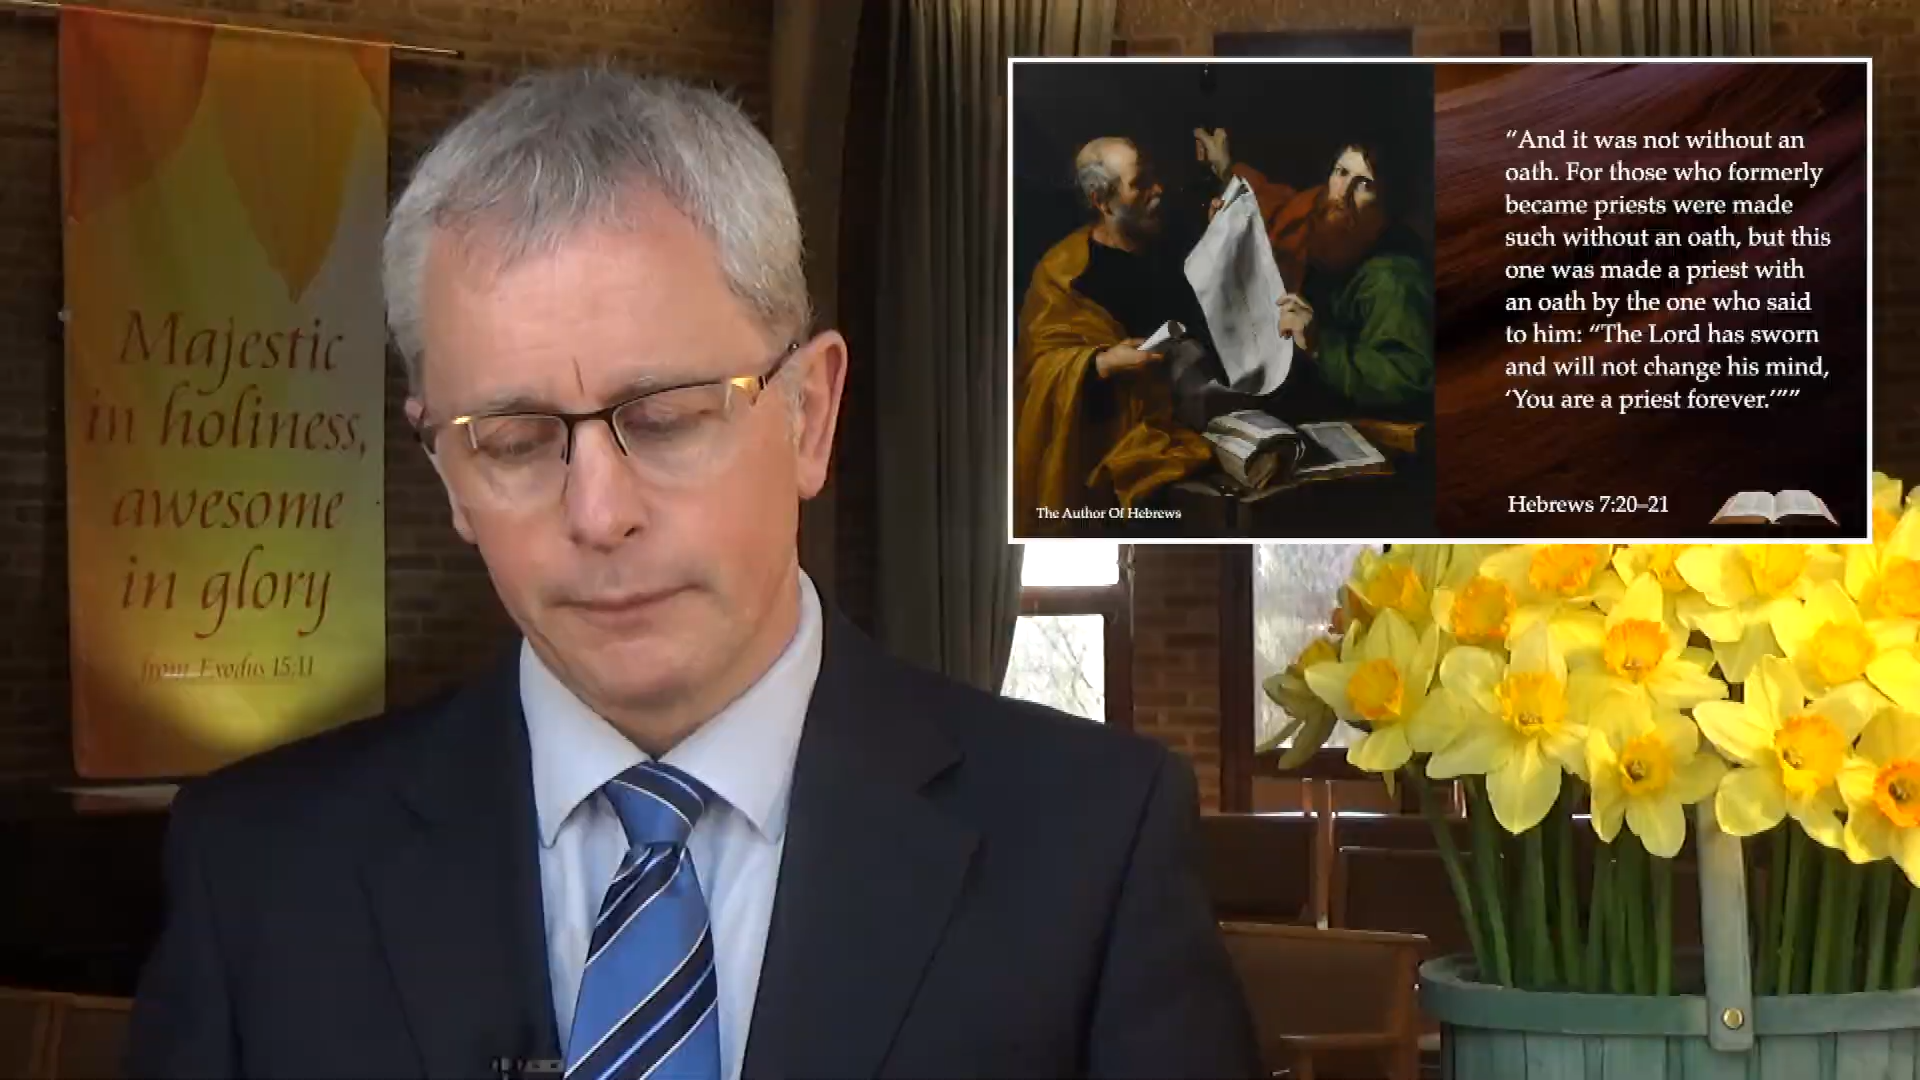 Majestic
in holiness,
awesome
in glory
from Exodus 15:11
“And it was not without an
oath. For those who formerly
became priests were made
such without an oath, but this
one was made a priest with
an oath by the one who said
to him: “The Lord has sworn
and will not change his mind,
‘You are a priest forever.’””
Hebrews 7:20–21
The Author Of Hebrews